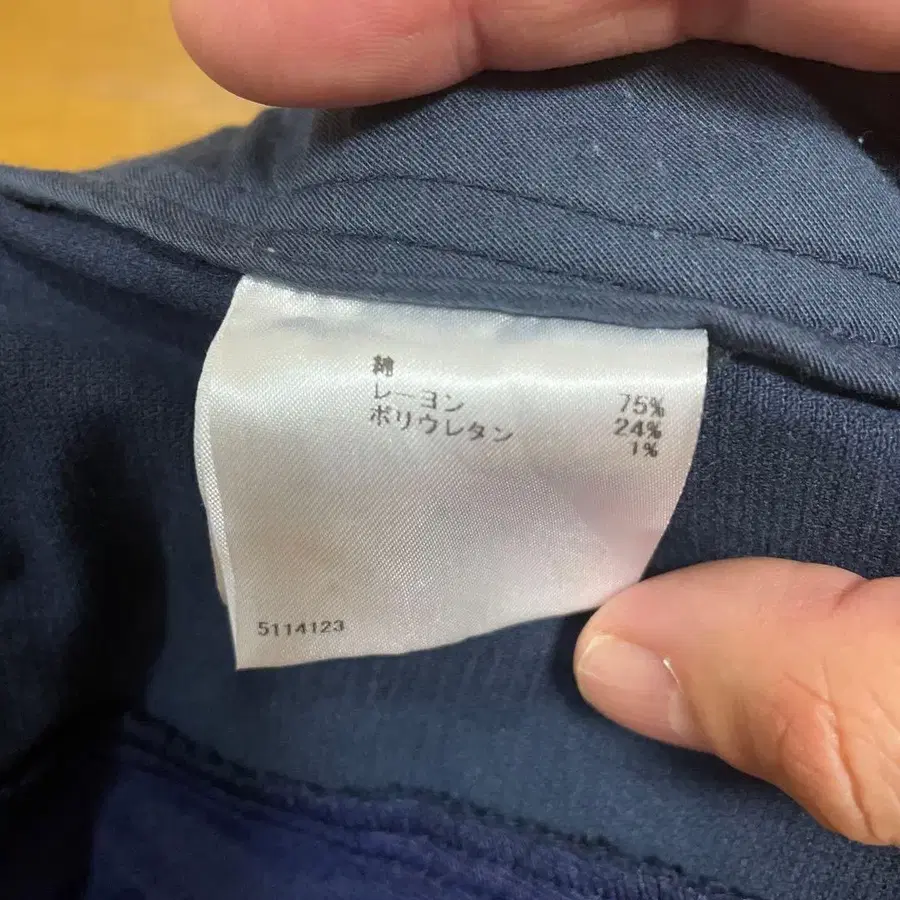 綿 75%
レーヨン 24%
ポリウレタン 1%
5114123